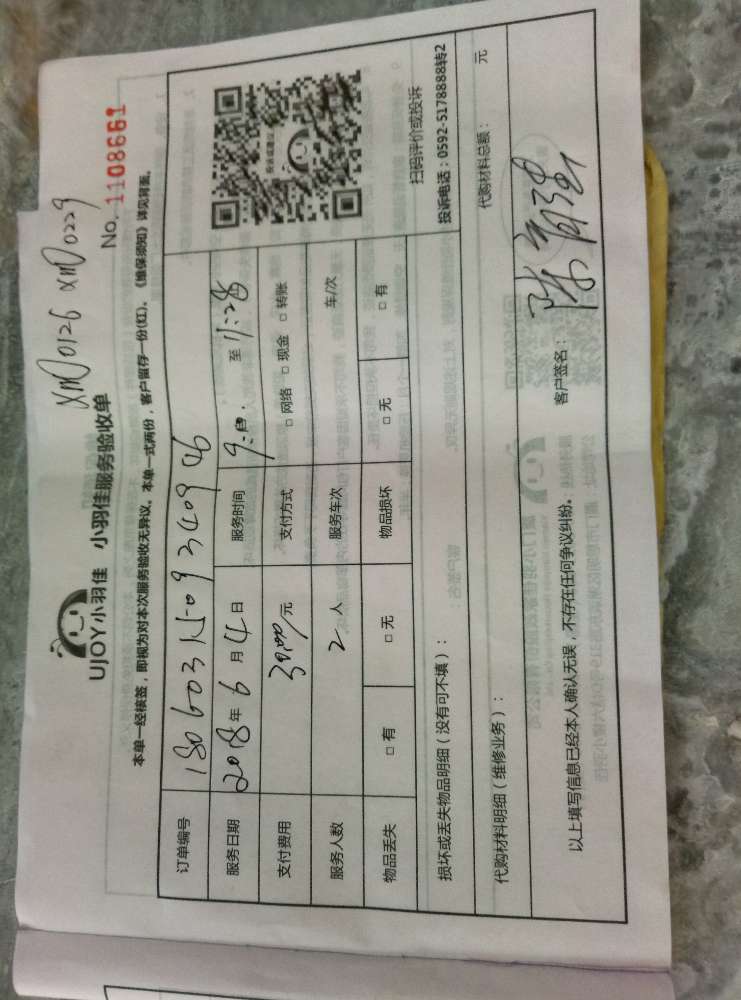 XM0126 XM0229
UJOY小羽佳 小羽佳服务验收单
No. 1108661
本单一经核签，即视为对本次服务验收无异议。本单一式两份，客户留存一份(红)。《维保须知》详见背面。
订单编号 180603150934090
服务日期 2018年6月4日 服务时间 至 11:28
支付费用 元 支付方式 □网络 □现金 □转账
服务人数 2人 服务车次 车/次
物品丢失 □有 □无 物品损坏 □无 □有
投诉或建议
扫码评价或投诉
投诉电话：0592-5178888转2
损坏或丢失物品明细（没有可不填）：
代购材料明细（维修业务）： 代购材料总额： 元
以上填写信息已经本人确认无误，不存在任何争议纠纷。 客户签名：